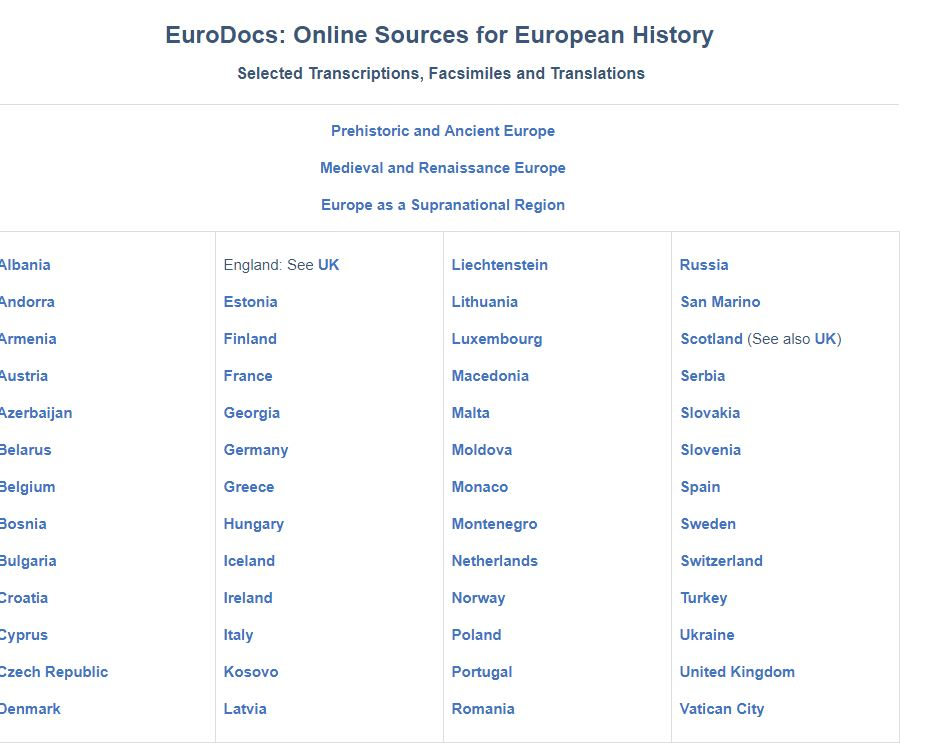 EuroDocs: Online Sources for European History
Selected Transcriptions, Facsimiles and Translations
Prehistoric and Ancient Europe
Medieval and Renaissance Europe
Europe as a Supranational Region
Albania
Andorra
Armenia
Austria
Azerbaijan
Belarus
Belgium
Bosnia
Bulgaria
Croatia
Cyprus
Czech Republic
Denmark
England: See UK
Estonia
Finland
France
Georgia
Germany
Greece
Hungary
Iceland
Ireland
Italy
Kosovo
Latvia
Liechtenstein
Lithuania
Luxembourg
Macedonia
Malta
Moldova
Monaco
Montenegro
Netherlands
Norway
Poland
Portugal
Romania
Russia
San Marino
Scotland (See also UK)
Serbia
Slovakia
Slovenia
Spain
Sweden
Switzerland
Turkey
Ukraine
United Kingdom
Vatican City